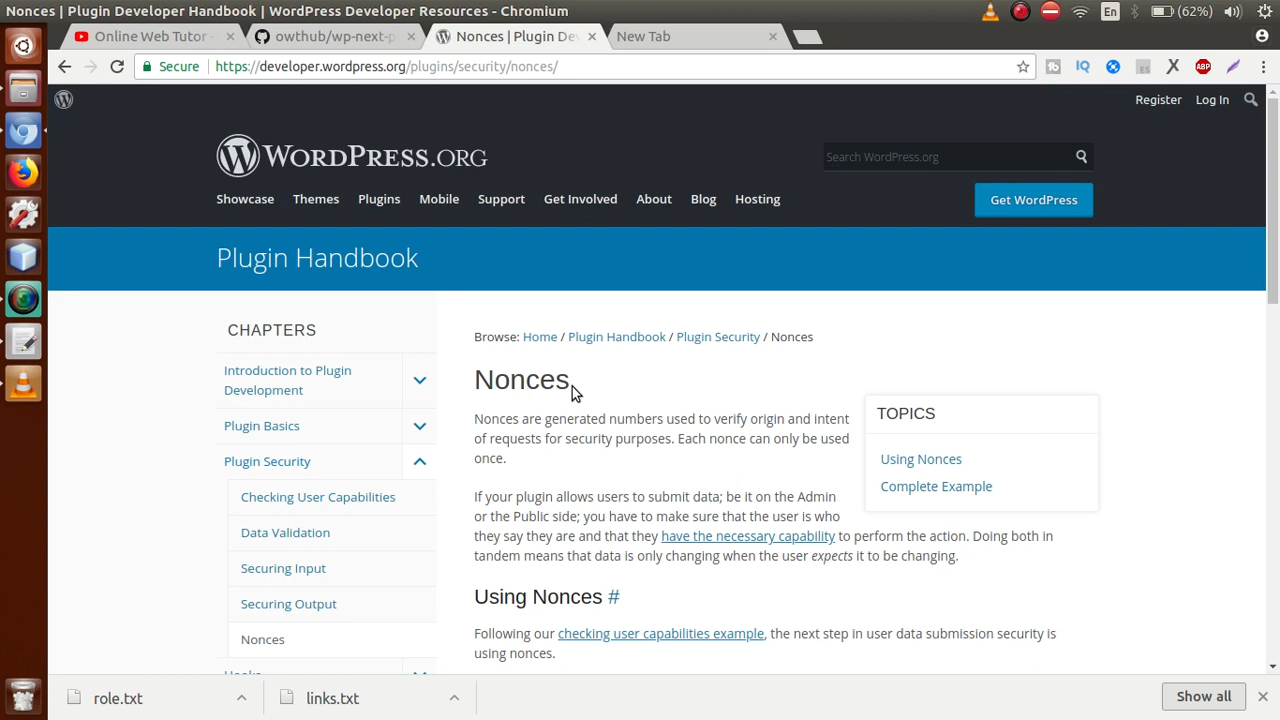 Nonces | Plugin Developer Handbook | WordPress Developer Resources - Chromium
En
(62%)
Online Web Tutor -
owthub/wp-next-p
Nonces | Plugin De
New Tab
Secure
https://developer.wordpress.org/plugins/security/nonces/
fb
IQ
ABP
Register
Log In
WORDPRESS.ORG
Search WordPress.org
Showcase
Themes
Plugins
Mobile
Support
Get Involved
About
Blog
Hosting
Get WordPress
Plugin Handbook
CHAPTERS
Introduction to Plugin
Development
Plugin Basics
Plugin Security
Checking User Capabilities
Data Validation
Securing Input
Securing Output
Nonces
Hooks
Browse: Home / Plugin Handbook / Plugin Security / Nonces
Nonces
Nonces are generated numbers used to verify origin and intent
of requests for security purposes. Each nonce can only be used
once.
TOPICS
Using Nonces
Complete Example
If your plugin allows users to submit data; be it on the Admin
or the Public side; you have to make sure that the user is who
they say they are and that they have the necessary capability to perform the action. Doing both in
tandem means that data is only changing when the user expects it to be changing.
Using Nonces #
Following our checking user capabilities example, the next step in user data submission security is
using nonces.
role.txt
links.txt
Show all